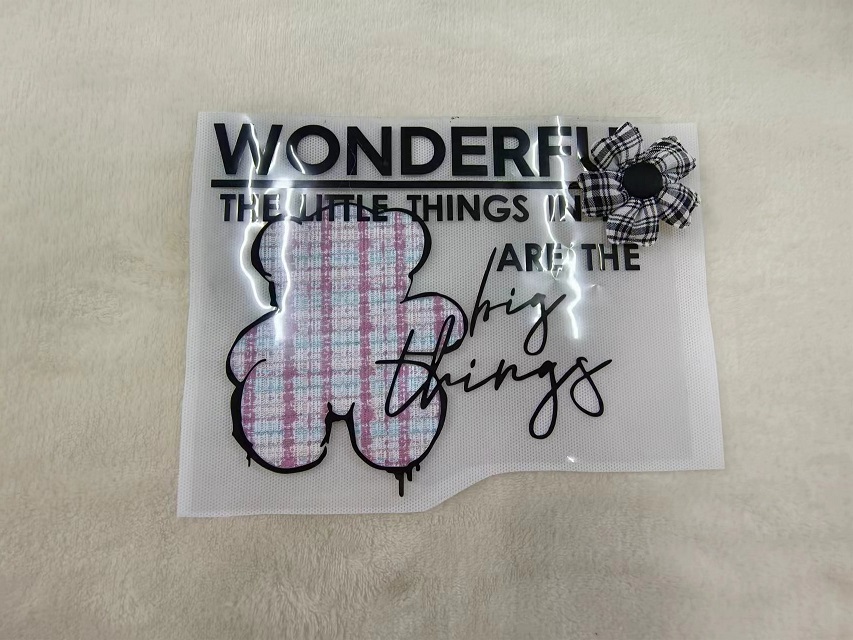 WONDERFU
THE LITTLE THINGS IN
ARE THE
big
things